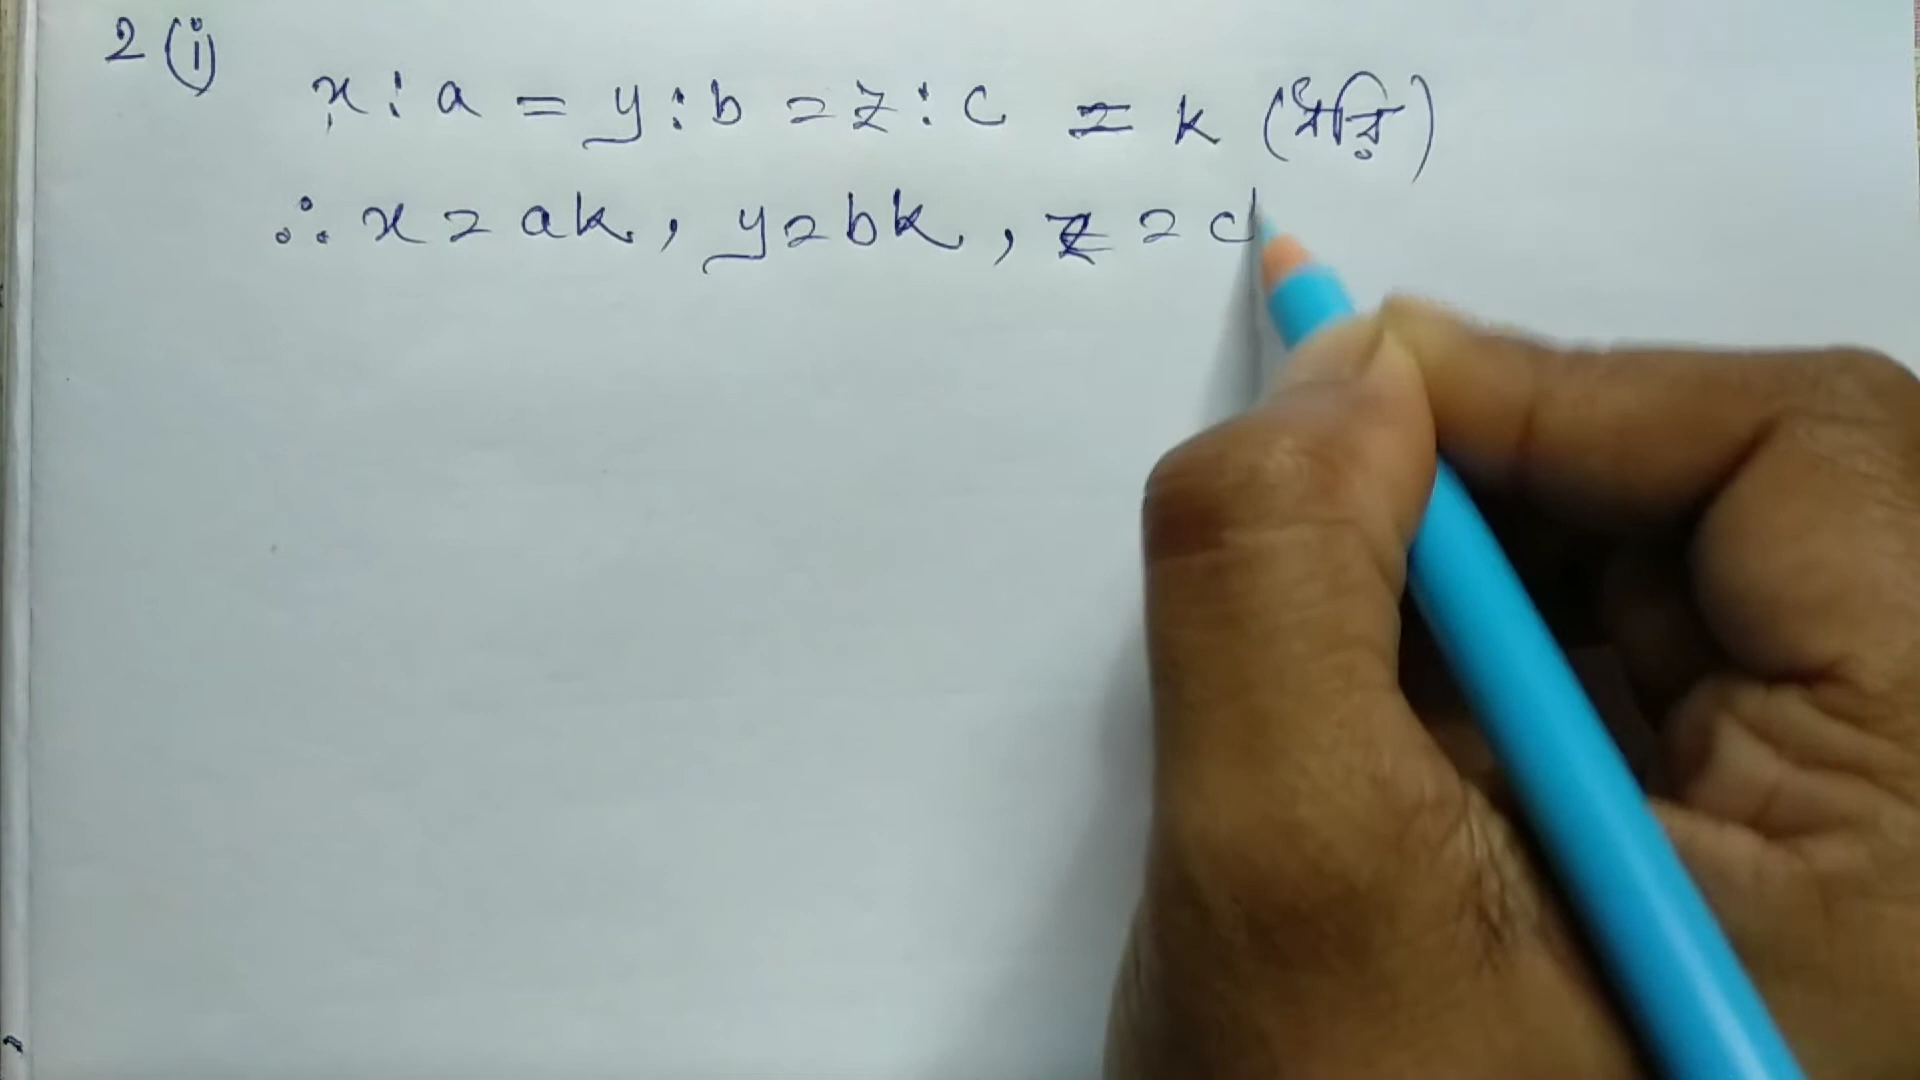 2 (i)
x : a = y : b = z : c = k (ধরি)
∴ x = ak, y = bk, z = c